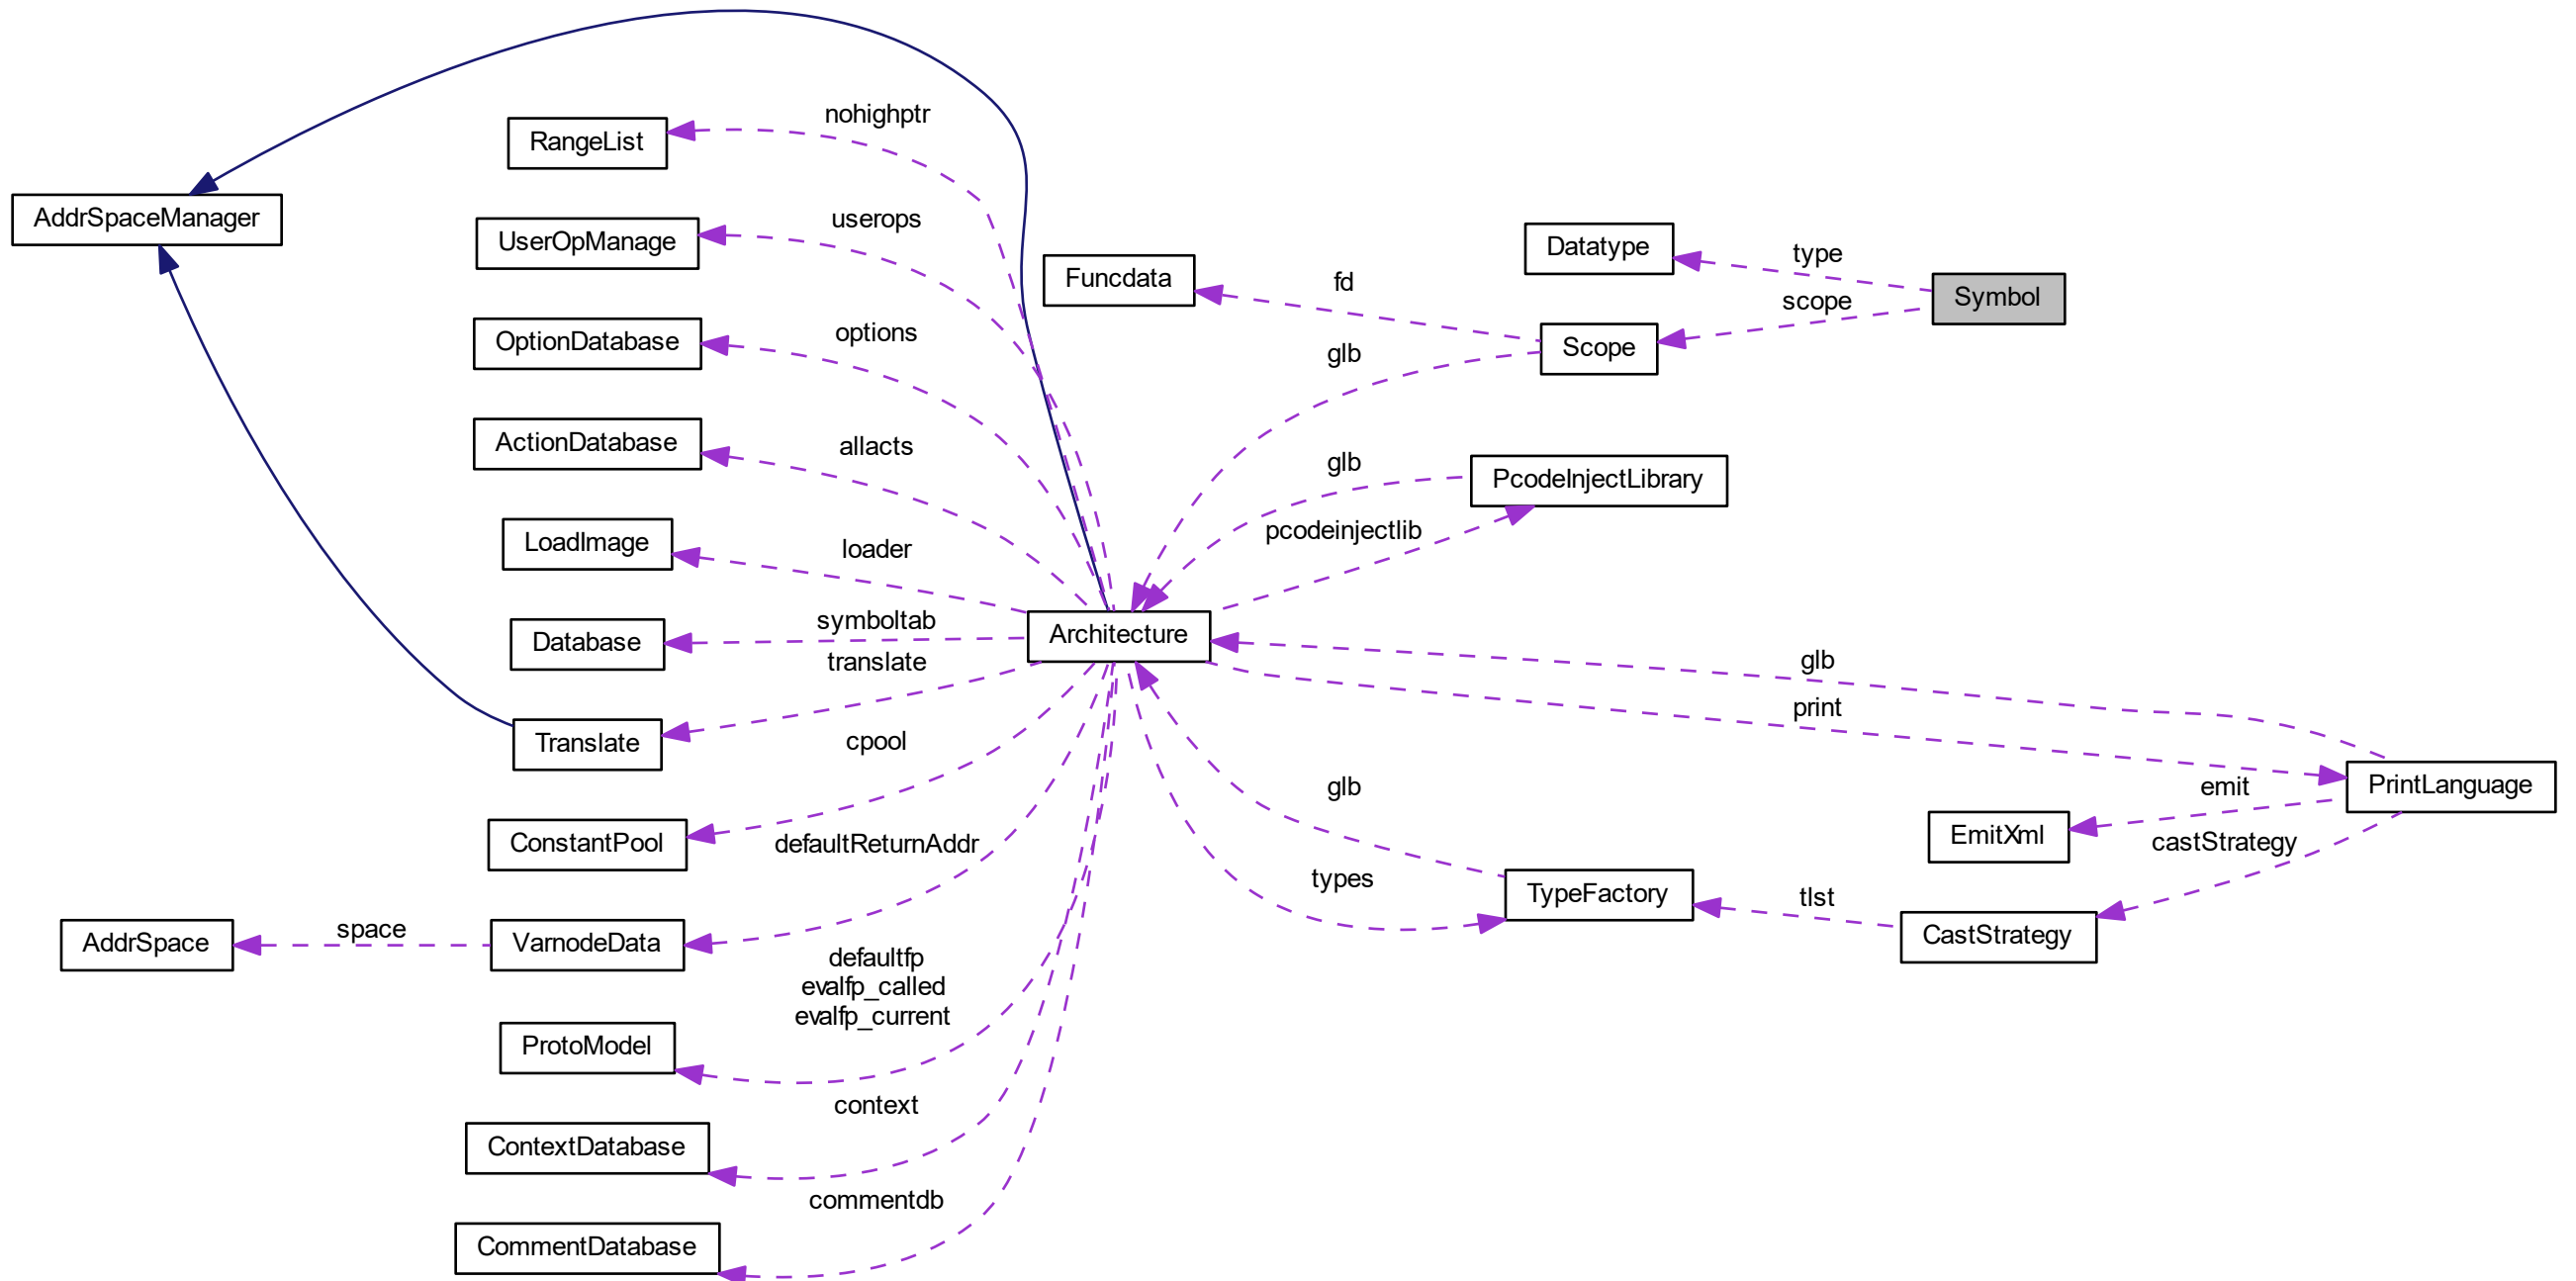 nohighptr
RangeList
AddrSpaceManager
userops
UserOpManage
Datatype
type
Symbol
Funcdata
fd
scope
options
OptionDatabase
glb
Scope
allacts
ActionDatabase
glb
PcodeInjectLibrary
loader
LoadImage
pcodeinjectlib
symboltab
Database
Architecture
translate
glb
print
Translate
cpool
glb
emit
PrintLanguage
ConstantPool
defaultReturnAddr
EmitXml
castStrategy
types
TypeFactory
tlst
AddrSpace
space
VarnodeData
CastStrategy
defaultfp
evalfp_called
evalfp_current
ProtoModel
context
ContextDatabase
commentdb
CommentDatabase